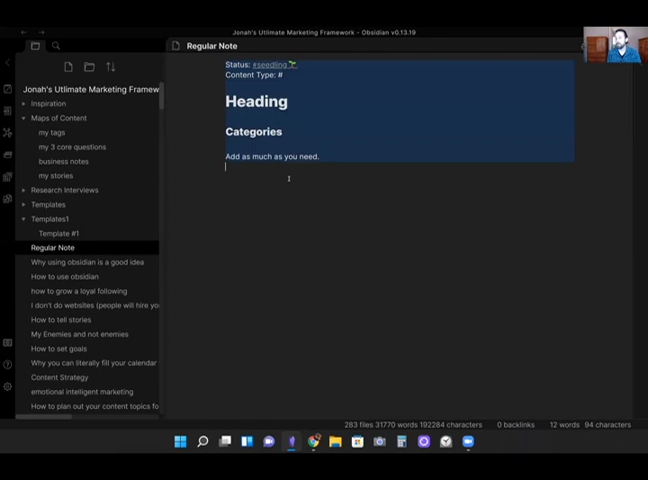 Jonah's Utlimate Marketing Framework - Obsidian v0.13.19
Regular Note
Jonah's Utlimate Marketing Framew
Inspiration
Maps of Content
my tags
my 3 core questions
business notes
my stories
Research Interviews
Templates
Templates1
Template #1
Regular Note
Why using obsidian is a good idea
How to use obsidian
how to grow a loyal following
I don't do websites (people will hire yo
How to tell stories
My Enemies and not enemies
How to set goals
Why you can literally fill your calendar
Content Strategy
emotional intelligent marketing
How to plan out your content topics fo
Status: #seedling
Content Type: #
Heading
Categories
Add as much as you need.
283 files 31770 words 192284 characters 0 backlinks 12 words 94 characters